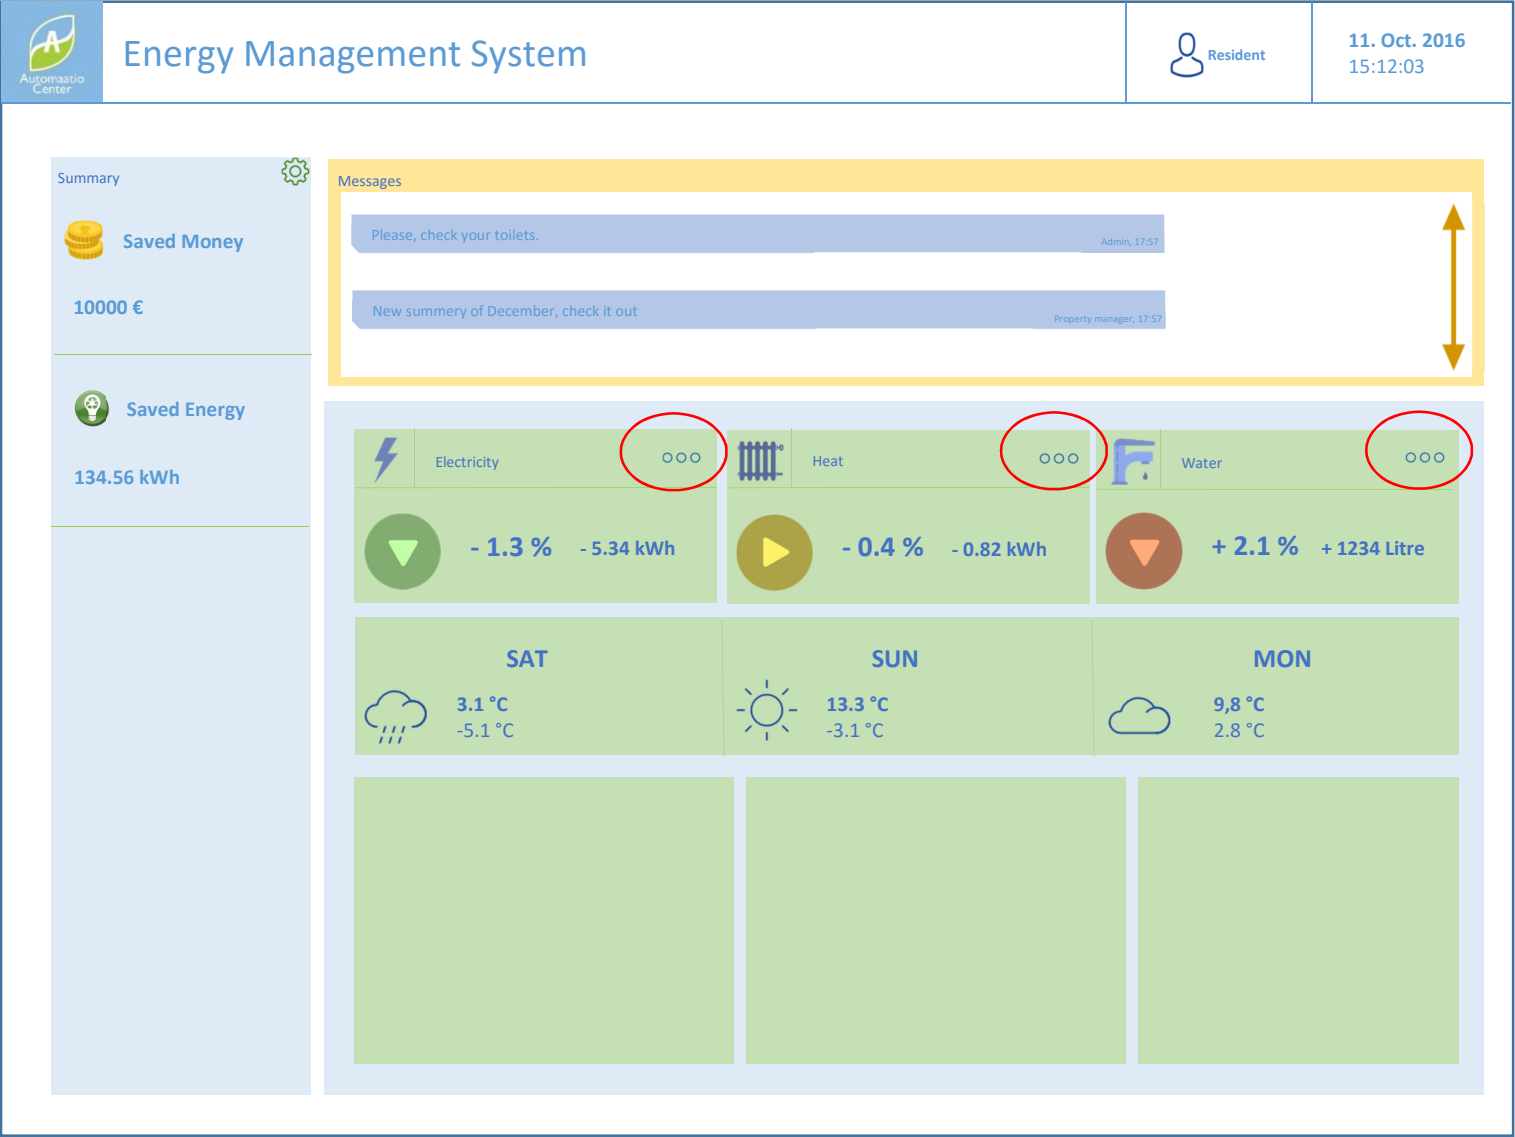 A
Automaatio
Center
Energy Management System
Resident
11. Oct. 2016
15:12:03
Summary
Saved Money
10000 €
Saved Energy
134.56 kWh
Messages
Please, check your toilets.
Admin, 17:57
New summery of December, check it out
Property manager, 17:57
Electricity
- 1.3 % - 5.34 kWh
Heat
- 0.4 % - 0.82 kWh
Water
+ 2.1 % + 1234 Litre
SAT
3.1 °C
-5.1 °C
SUN
13.3 °C
-3.1 °C
MON
9,8 °C
2.8 °C